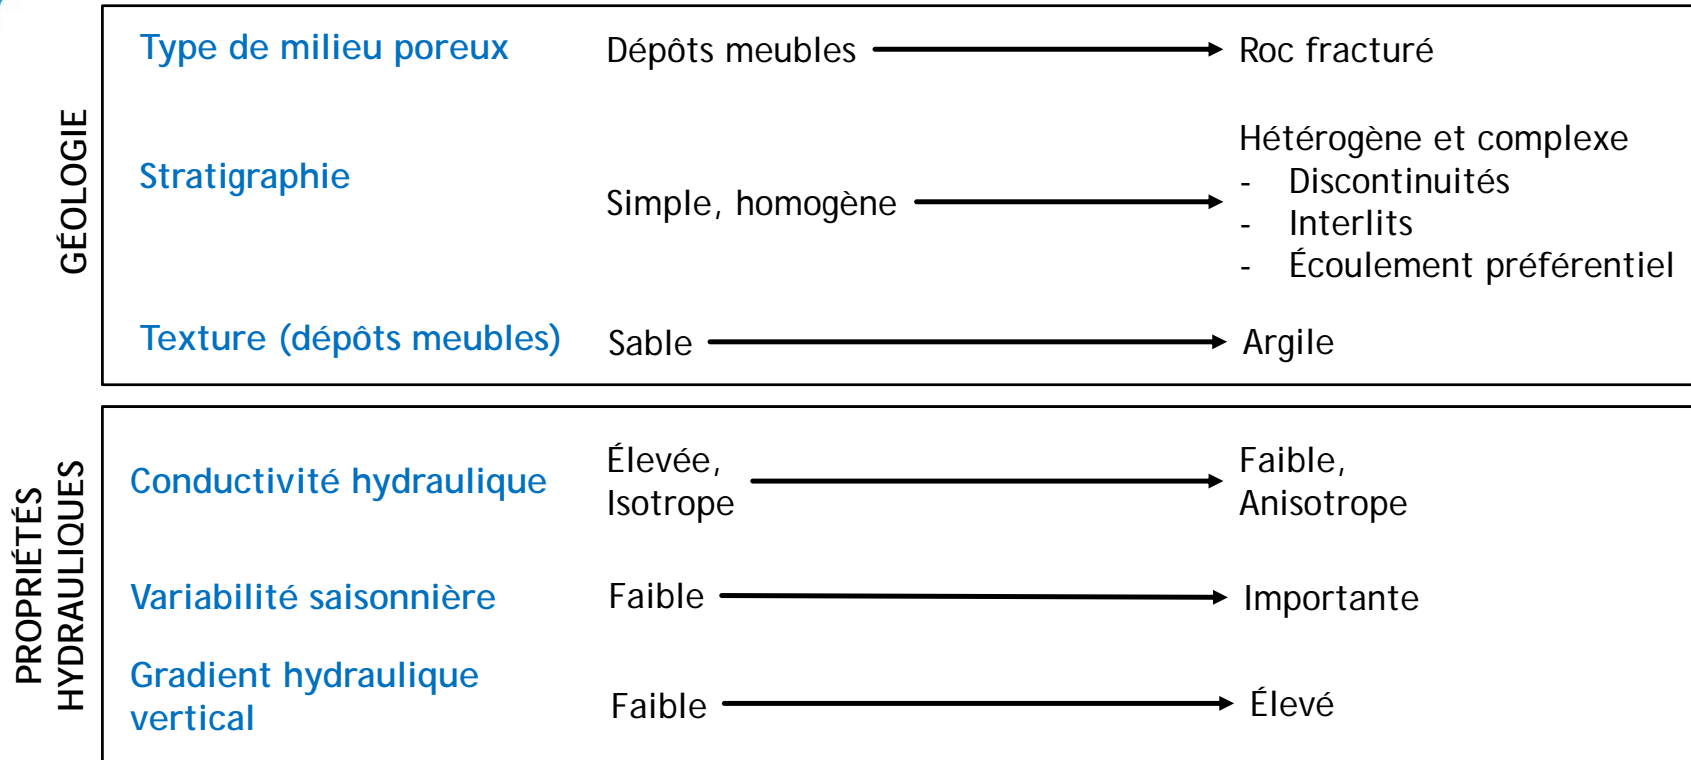 GÉOLOGIE
Type de milieu poreux
Dépôts meubles
Roc fracturé
Stratigraphie
Simple, homogène
Hétérogène et complexe
- Discontinuités
- Interlits
- Écoulement préférentiel
Texture (dépôts meubles)
Sable
Argile
PROPRIÉTÉS
HYDRAULIQUES
Conductivité hydraulique
Élevée,
Isotrope
Faible,
Anisotrope
Variabilité saisonnière
Faible
Importante
Gradient hydraulique
vertical
Faible
Élevé